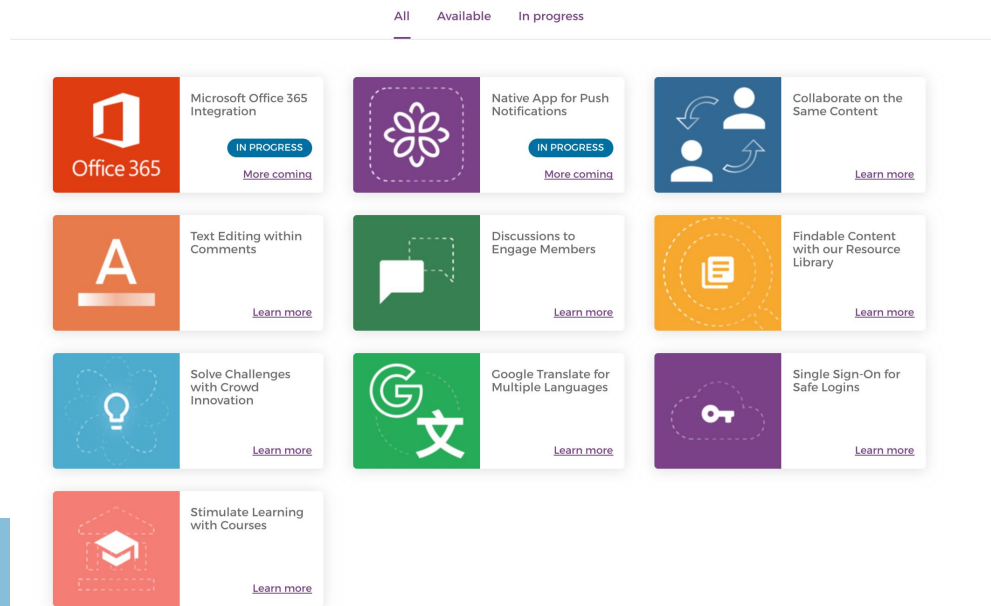 All Available In progress
Office 365
Microsoft Office 365
Integration
IN PROGRESS
More coming
Native App for Push
Notifications
IN PROGRESS
More coming
Collaborate on the
Same Content
Learn more
A
Text Editing within
Comments
Learn more
Discussions to
Engage Members
Learn more
Findable Content
with our Resource
Library
Learn more
Solve Challenges
with Crowd
Innovation
Learn more
G
文
Google Translate for
Multiple Languages
Learn more
Single Sign-On for
Safe Logins
Learn more
Stimulate Learning
with Courses
Learn more